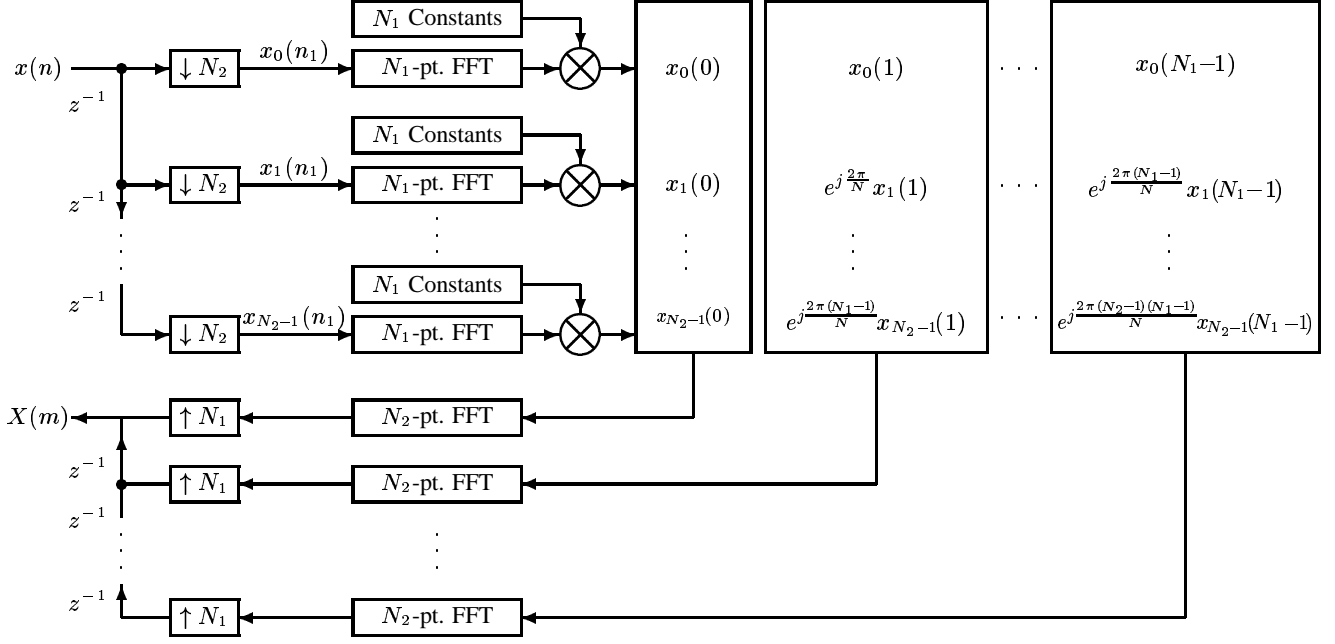 N₁ Constants
x(n) ↓ N₂ x₀(n₁) N₁-pt. FFT x₀(0) x₀(1) · · · x₀(N₁−1)
z⁻¹
N₁ Constants
↓ N₂ x₁(n₁) N₁-pt. FFT x₁(0) e^{j\frac{2π}{N}} x₁(1) · · · e^{j\frac{2π(N₁−1)}{N}} x₁(N₁−1)
z⁻¹
N₁ Constants
z⁻¹
↓ N₂ x_{N₂−1}(n₁) N₁-pt. FFT x_{N₂−1}(0) e^{j\frac{2π(N₁−1)}{N}} x_{N₂−1}(1) · · · e^{j\frac{2π(N₂−1)(N₁−1)}{N}} x_{N₂−1}(N₁−1)
X(m) ↑ N₁ N₂-pt. FFT
z⁻¹
↑ N₁ N₂-pt. FFT
z⁻¹
z⁻¹
↑ N₁ N₂-pt. FFT